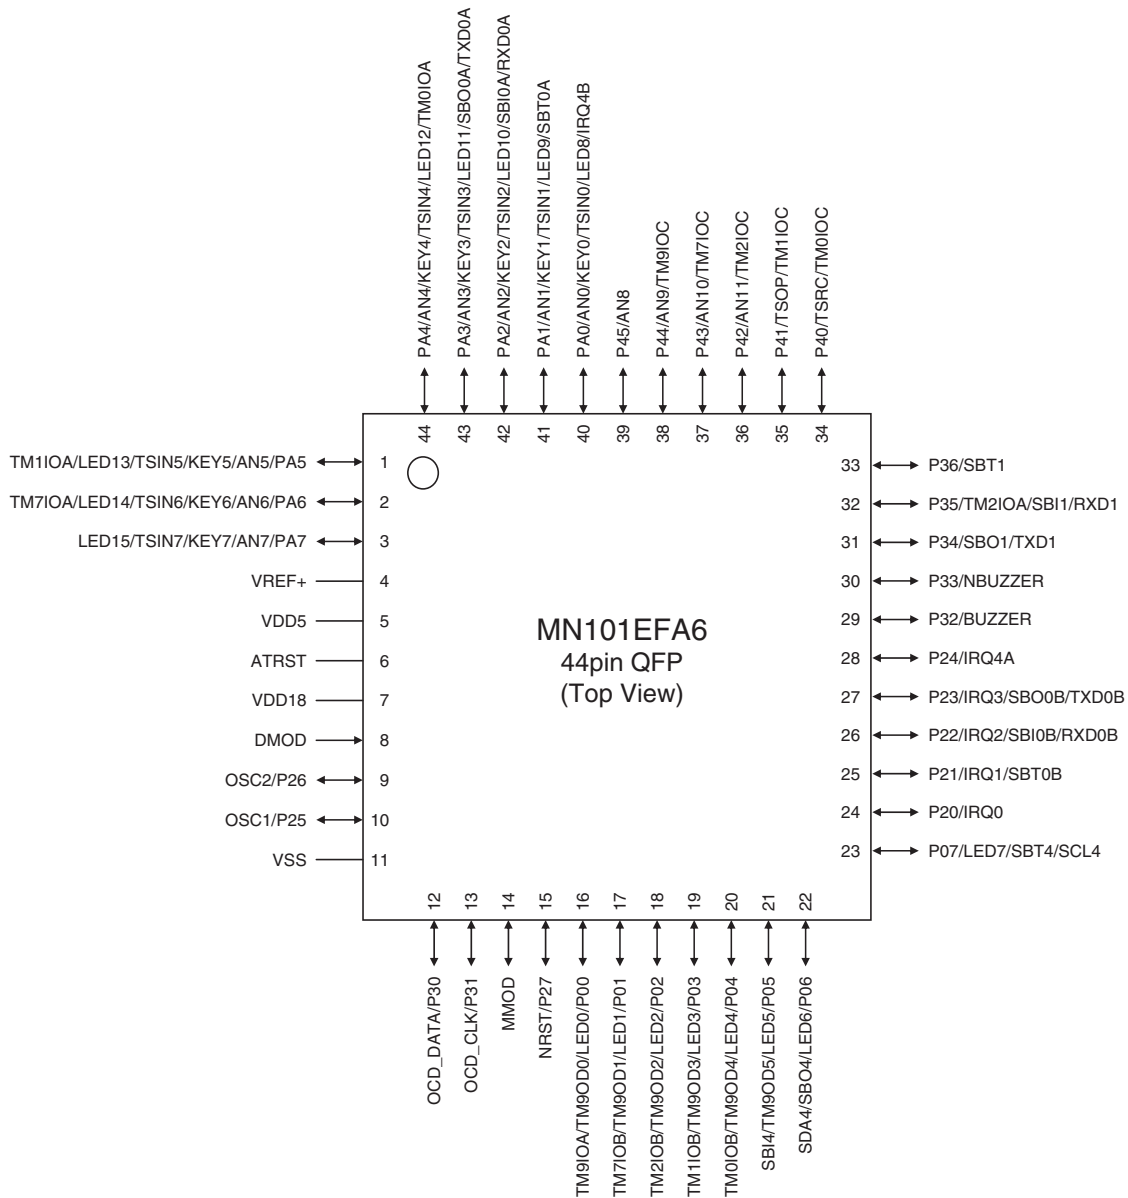 PA4/AN4/KEY4/TSIN4/LED12/TM0IOA
PA3/AN3/KEY3/TSIN3/LED11/SBO0A/TXD0A
PA2/AN2/KEY2/TSIN2/LED10/SBI0A/RXD0A
PA1/AN1/KEY1/TSIN1/LED9/SBT0A
PA0/AN0/KEY0/TSIN0/LED8/IRQ4B
P45/AN8
P44/AN9/TM9IOC
P43/AN10/TM7IOC
P42/AN11/TM2IOC
P41/TSOP/TM1IOC
P40/TSRC/TM0IOC
44
43
42
41
40
39
38
37
36
35
34
TM1IOA/LED13/TSIN5/KEY5/AN5/PA5 1
TM7IOA/LED14/TSIN6/KEY6/AN6/PA6 2
LED15/TSIN7/KEY7/AN7/PA7 3
VREF+ 4
VDD5 5
ATRST 6
VDD18 7
DMOD 8
OSC2/P26 9
OSC1/P25 10
VSS 11
MN101EFA6
44pin QFP
(Top View)
33 P36/SBT1
32 P35/TM2IOA/SBI1/RXD1
31 P34/SBO1/TXD1
30 P33/NBUZZER
29 P32/BUZZER
28 P24/IRQ4A
27 P23/IRQ3/SBO0B/TXD0B
26 P22/IRQ2/SBI0B/RXD0B
25 P21/IRQ1/SBT0B
24 P20/IRQ0
23 P07/LED7/SBT4/SCL4
12
13
14
15
16
17
18
19
20
21
22
OCD_DATA/P30
OCD_CLK/P31
MMOD
NRST/P27
TM9IOA/TM9OD0/LED0/P00
TM7IOB/TM9OD1/LED1/P01
TM2IOB/TM9OD2/LED2/P02
TM1IOB/TM9OD3/LED3/P03
TM0IOB/TM9OD4/LED4/P04
SBI4/TM9OD5/LED5/P05
SDA4/SBO4/LED6/P06